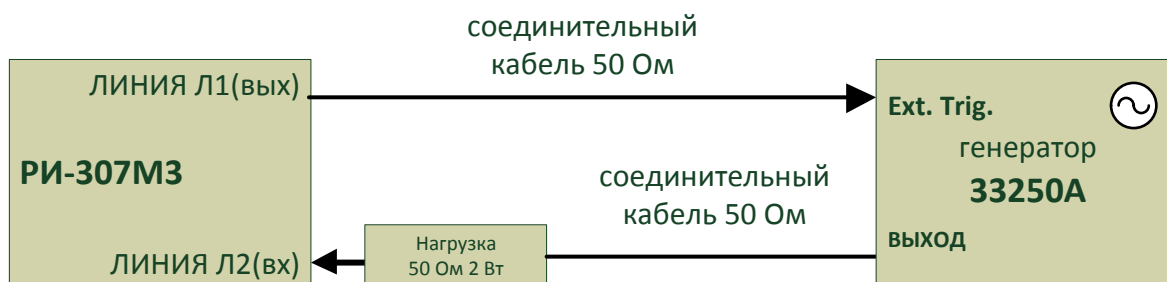 соединительный
кабель 50 Ом
ЛИНИЯ Л1(вых)
РИ-307М3
ЛИНИЯ Л2(вх)
Ext. Trig.
генератор
33250А
ВЫХОД
соединительный
кабель 50 Ом
Нагрузка
50 Ом 2 Вт